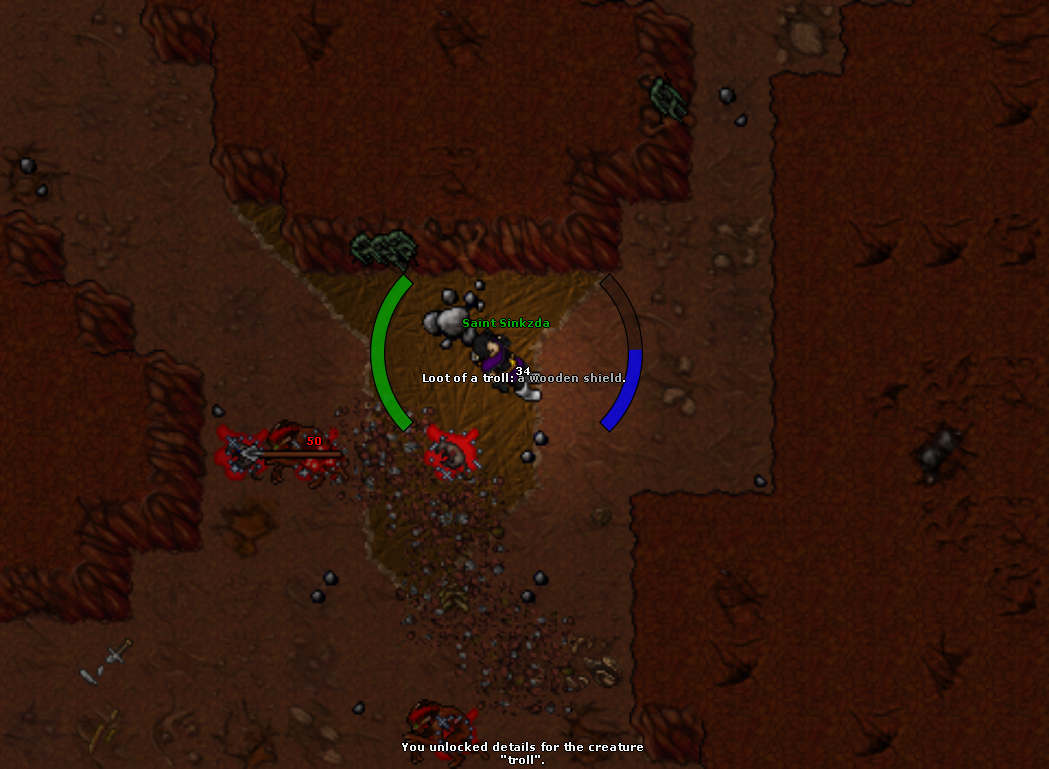 Saint Sinkzda
34
Loot of a troll: a wooden shield.
50
You unlocked details for the creature
"troll".